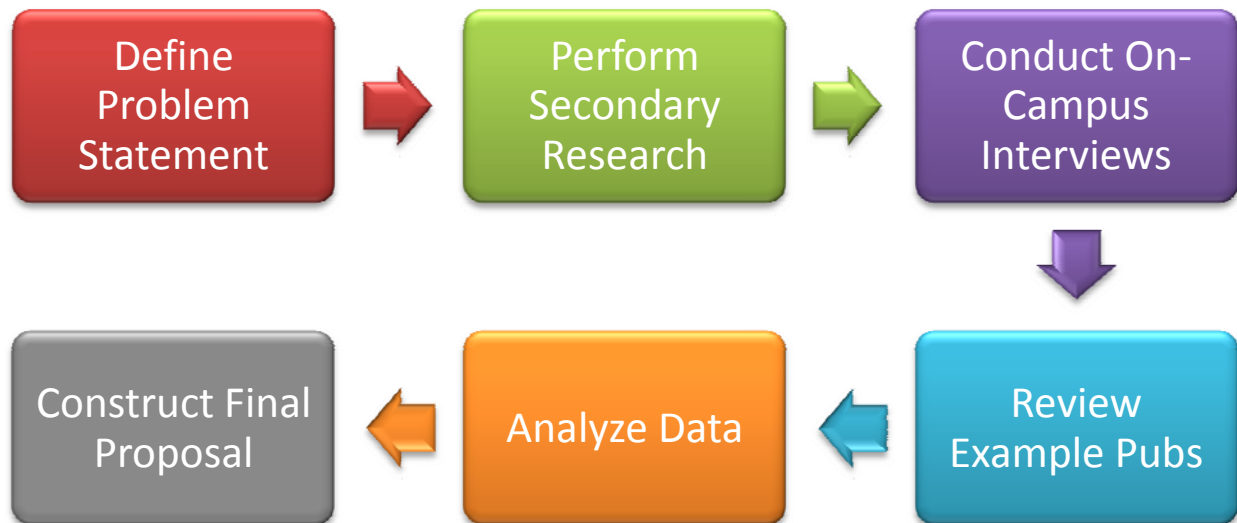 Define
Problem
Statement
Perform
Secondary
Research
Conduct On-
Campus
Interviews
Review
Example Pubs
Analyze Data
Construct Final
Proposal